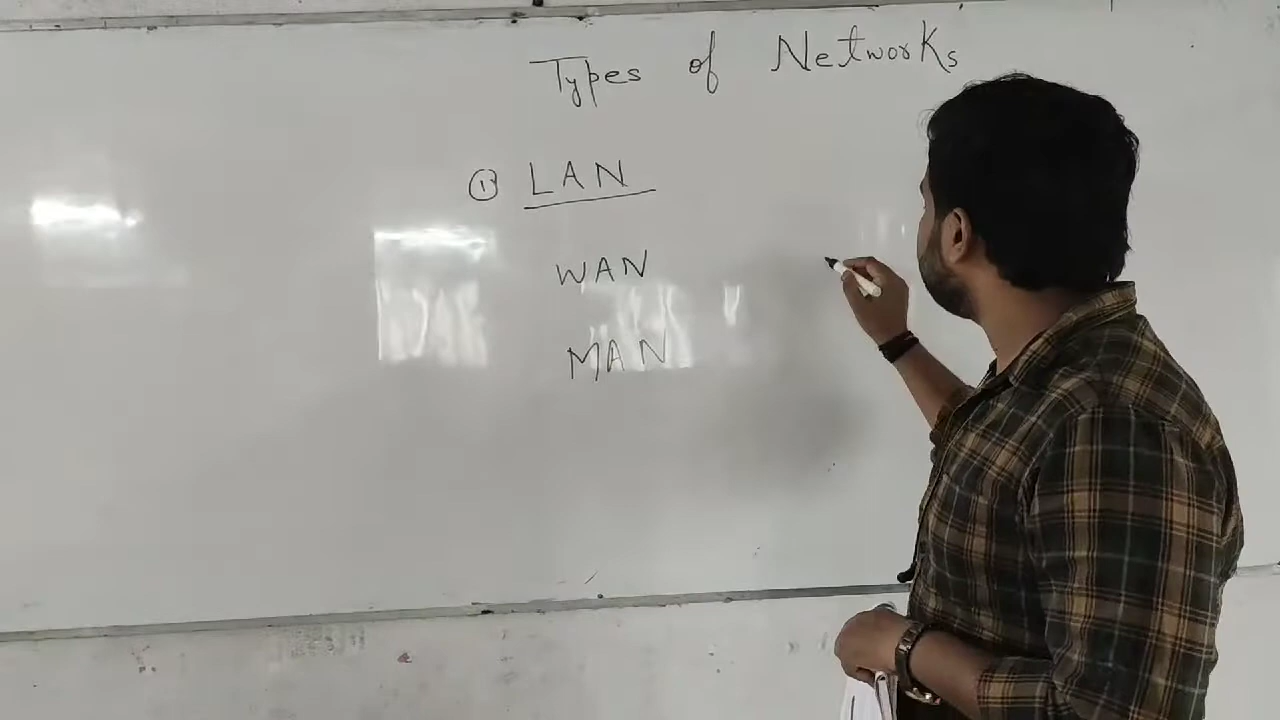 Types of Networks
① LAN
WAN
MAN